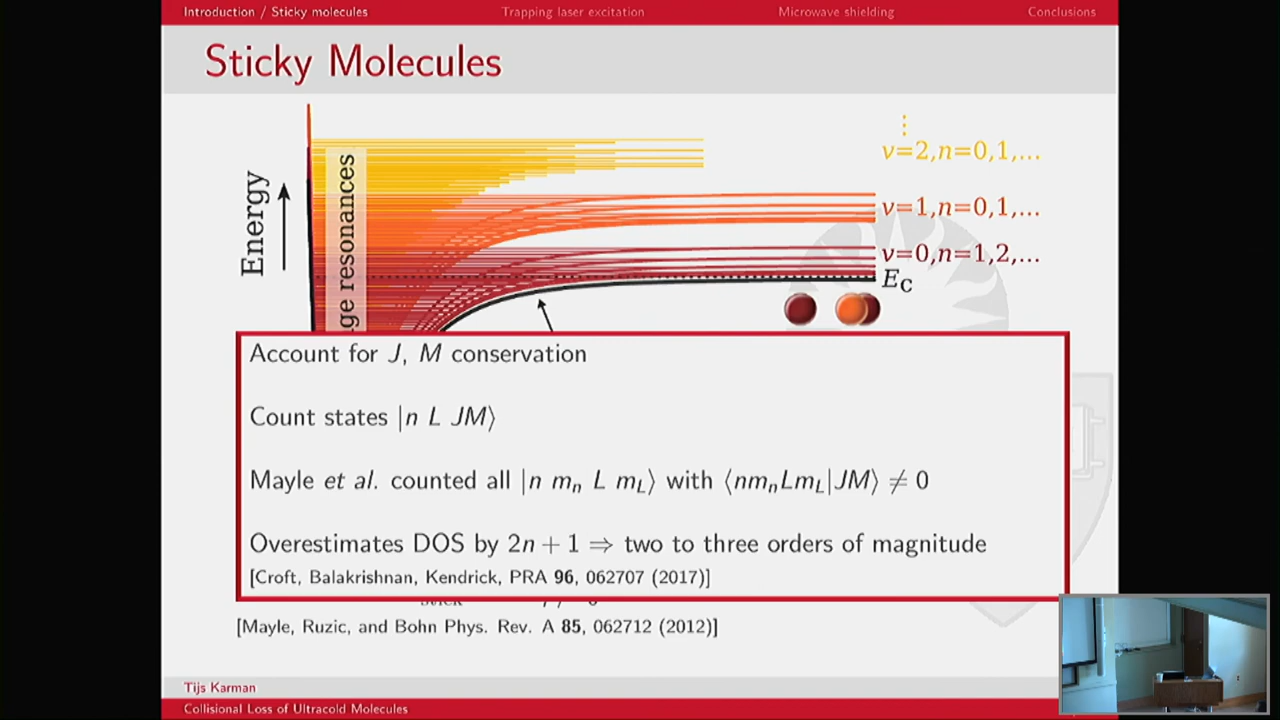 Introduction / Sticky molecules
Trapping laser excitation
Microwave shielding
Conclusions
Sticky Molecules
⋮
v=2,n=0,1,...
v=1,n=0,1,...
v=0,n=1,2,...
E_C
Energy
resonances
Account for J, M conservation
Count states |n L JM⟩
Mayle et al. counted all |n m_n L m_L⟩ with ⟨nm_nLm_L|JM⟩ ≠ 0
Overestimates DOS by 2n + 1 ⇒ two to three orders of magnitude
[Croft, Balakrishnan, Kendrick, PRA 96, 062707 (2017)]
[Mayle, Ruzic, and Bohn Phys. Rev. A 85, 062712 (2012)]
Tijs Karman
Collisional Loss of Ultracold Molecules